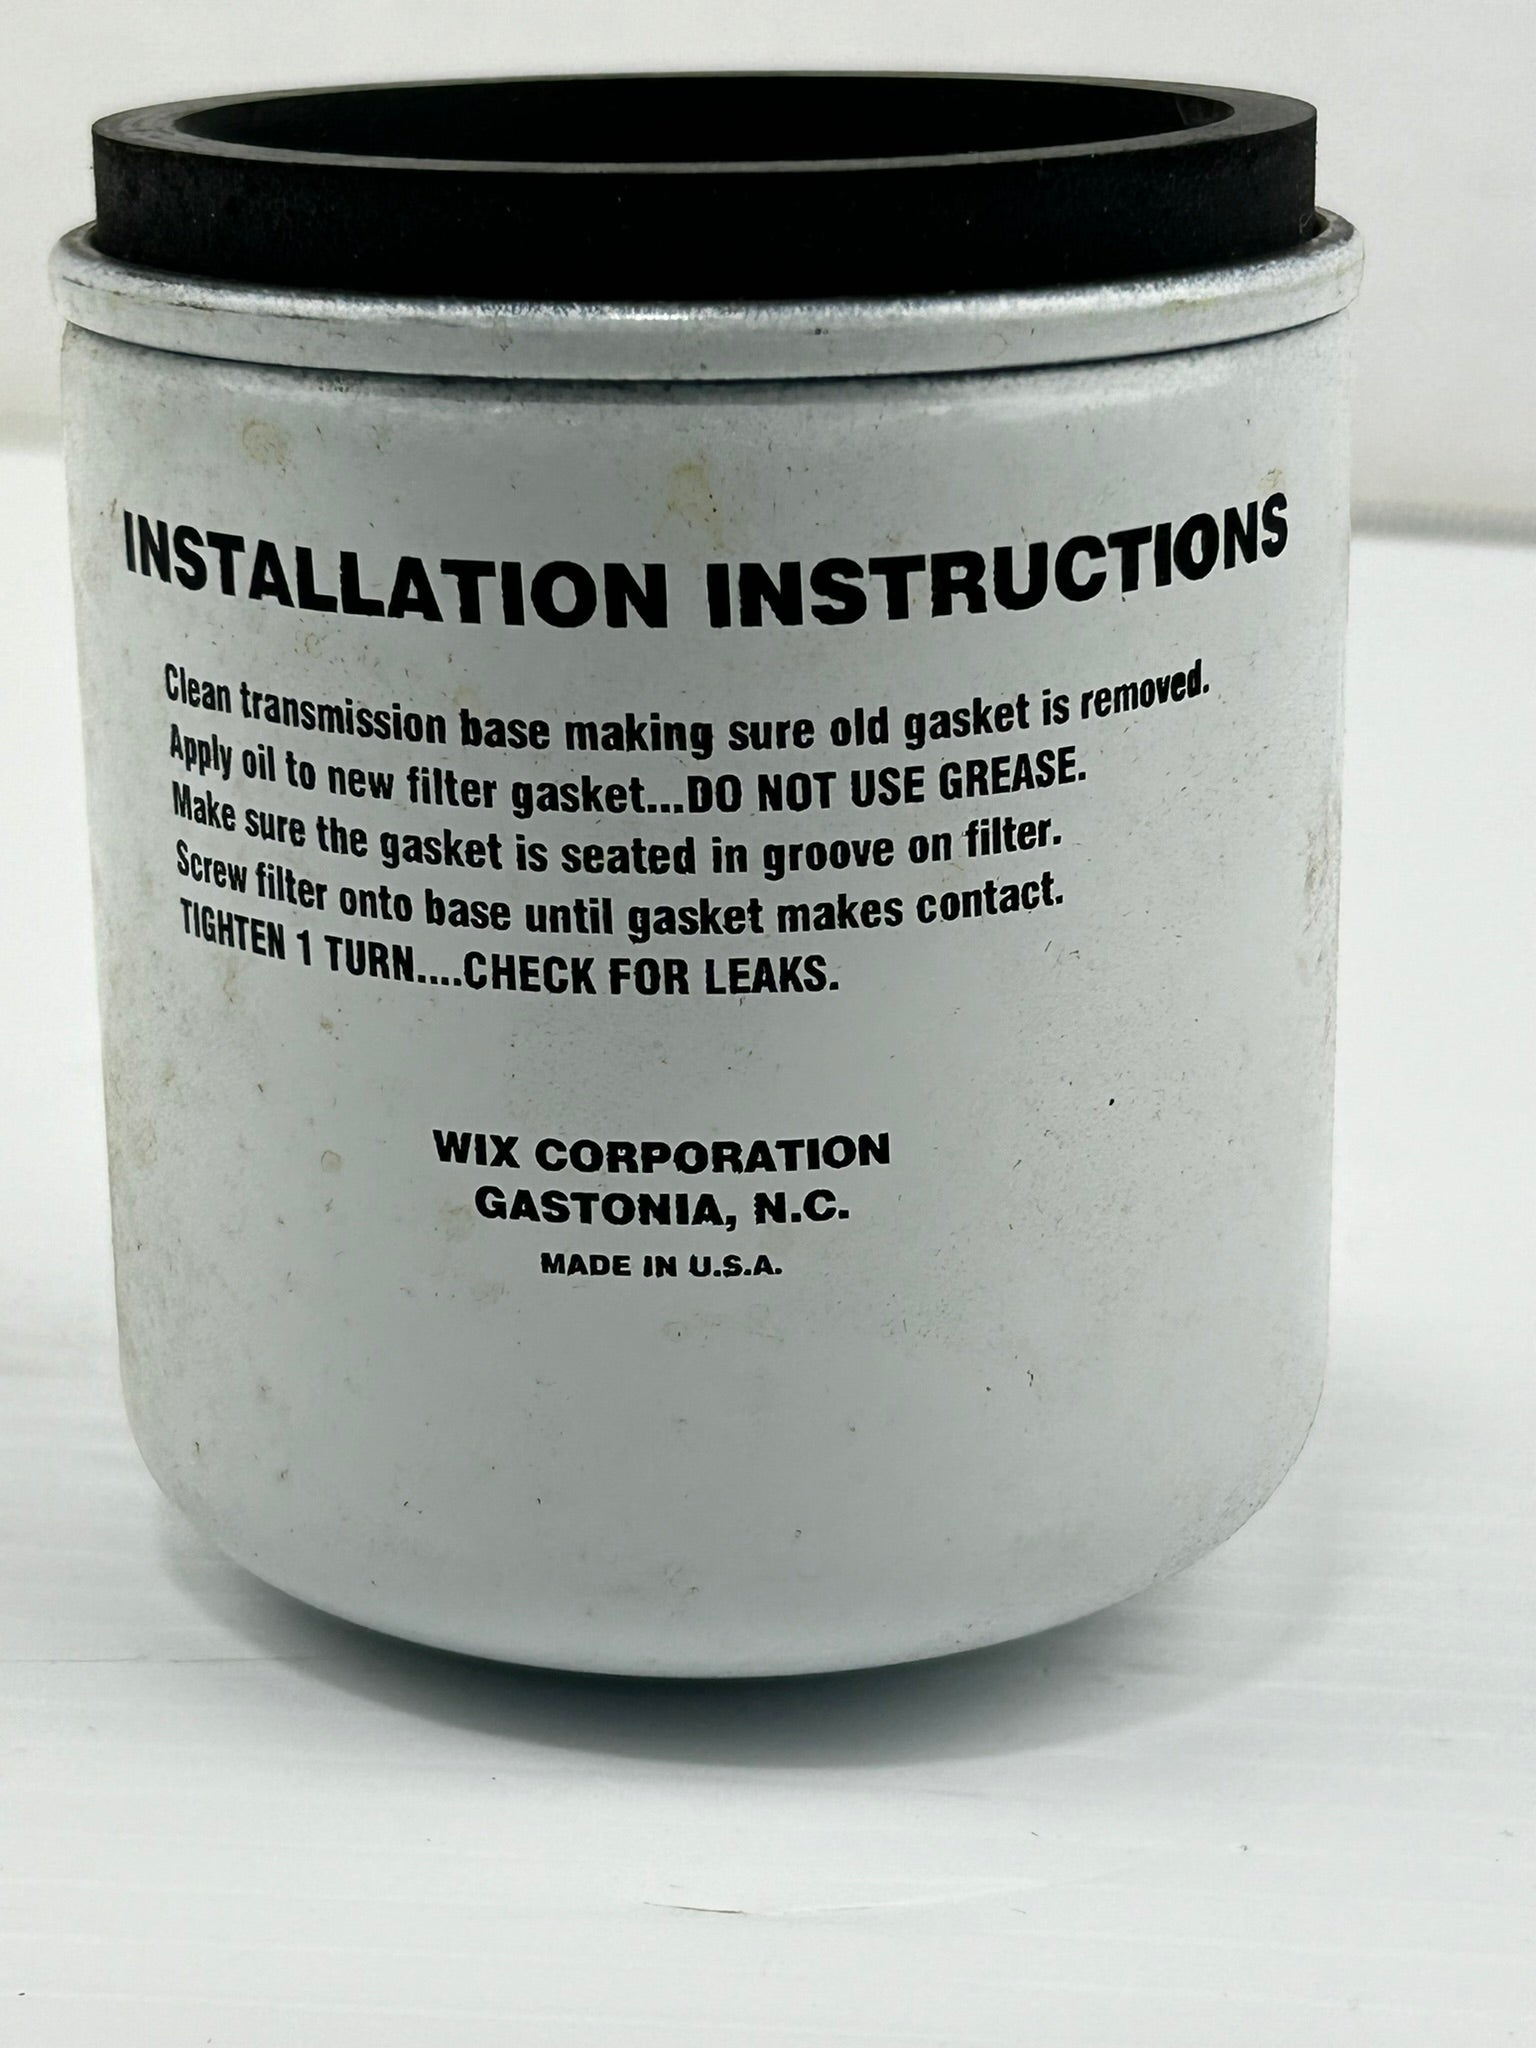 INSTALLATION INSTRUCTIONS
Clean transmission base making sure old gasket is removed.
Apply oil to new filter gasket...DO NOT USE GREASE.
Make sure the gasket is seated in groove on filter.
Screw filter onto base until gasket makes contact.
TIGHTEN 1 TURN....CHECK FOR LEAKS.
WIX CORPORATION
GASTONIA, N.C.
MADE IN U.S.A.